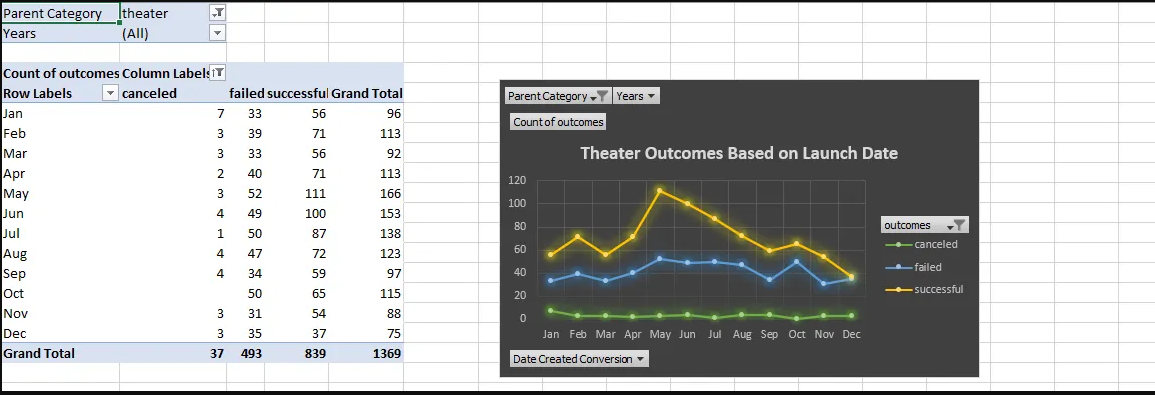 Parent Category theater
Years (All)
Count of outcomes Column Labels
Row Labels canceled failed successful Grand Total
Jan 7 33 56 96
Feb 3 39 71 113
Mar 3 33 56 92
Apr 2 40 71 113
May 3 52 111 166
Jun 4 49 100 153
Jul 1 50 87 138
Aug 4 47 72 123
Sep 4 34 59 97
Oct 50 65 115
Nov 3 31 54 88
Dec 3 35 37 75
Grand Total 37 493 839 1369
Parent Category Years
Count of outcomes
Theater Outcomes Based on Launch Date
120
100
80
60
40
20
0
Jan Feb Mar Apr May Jun Jul Aug Sep Oct Nov Dec
outcomes
canceled
failed
successful
Date Created Conversion